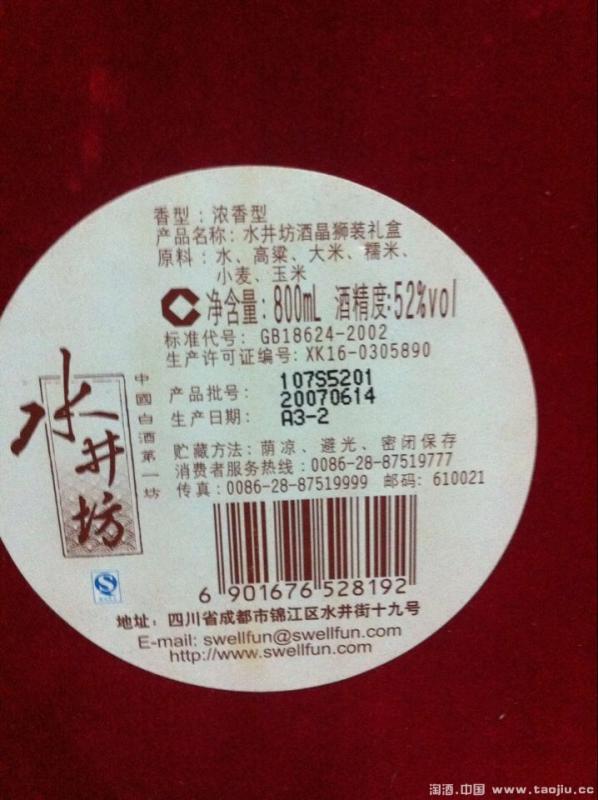 香型：浓香型
产品名称：水井坊酒晶狮装礼盒
原料：水、高粱、大米、糯米、
小麦、玉米
净含量：800mL 酒精度：52%vol
标准代号：GB18624-2002
生产许可证编号：XK16-0305890
产品批号：107S5201
生产日期：20070614
A3-2
贮藏方法：荫凉、避光、密闭保存
消费者服务热线：0086-28-87519777
传真：0086-28-87519999 邮码：610021
水井坊
中國白酒第一坊
6 901676 528192
地址：四川省成都市锦江区水井街十九号
E-mail: swellfun@swellfun.com
http://www.swellfun.com
淘酒.中国 www.taojiu.cc